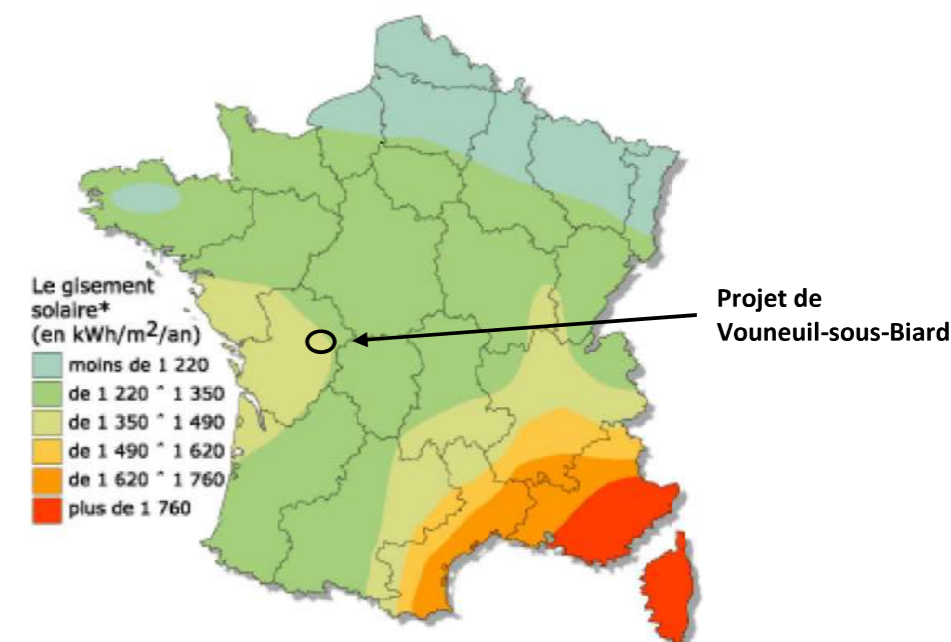 Le gisement
solaire*
(en kWh/m²/an)
moins de 1 220
de 1 220 ^ 1 350
de 1 350 ^ 1 490
de 1 490 ^ 1 620
de 1 620 ^ 1 760
plus de 1 760
Projet de
Vouneuil-sous-Biard